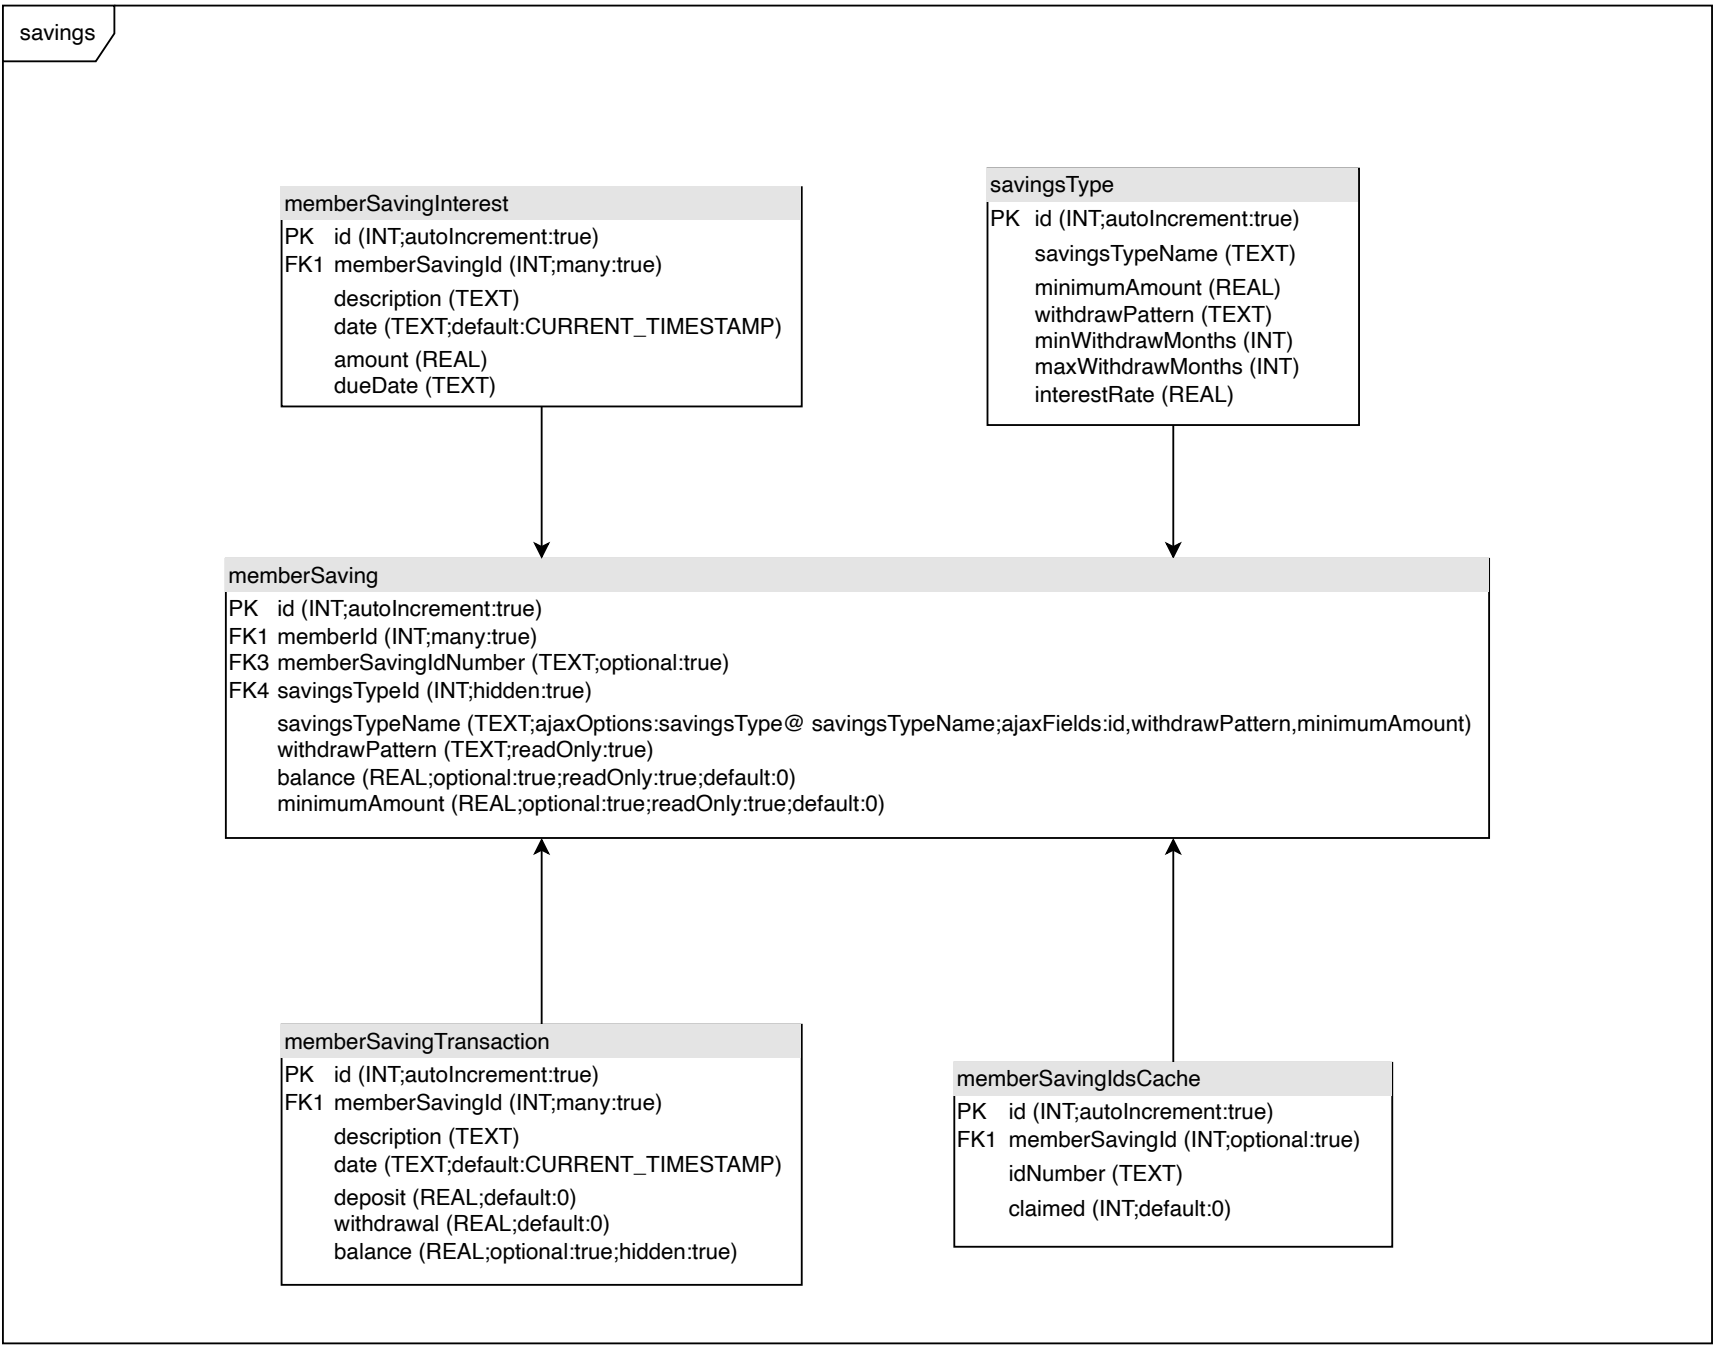 savings
memberSavingInterest
PK id (INT;autoIncrement:true)
FK1 memberSavingId (INT;many:true)
description (TEXT)
date (TEXT;default:CURRENT_TIMESTAMP)
amount (REAL)
dueDate (TEXT)
savingsType
PK id (INT;autoIncrement:true)
savingsTypeName (TEXT)
minimumAmount (REAL)
withdrawPattern (TEXT)
minWithdrawMonths (INT)
maxWithdrawMonths (INT)
interestRate (REAL)
memberSaving
PK id (INT;autoIncrement:true)
FK1 memberId (INT;many:true)
FK3 memberSavingIdNumber (TEXT;optional:true)
FK4 savingsTypeId (INT;hidden:true)
savingsTypeName (TEXT;ajaxOptions:savingsType@ savingsTypeName;ajaxFields:id,withdrawPattern,minimumAmount)
withdrawPattern (TEXT;readOnly:true)
balance (REAL;optional:true;readOnly:true;default:0)
minimumAmount (REAL;optional:true;readOnly:true;default:0)
memberSavingTransaction
PK id (INT;autoIncrement:true)
FK1 memberSavingId (INT;many:true)
description (TEXT)
date (TEXT;default:CURRENT_TIMESTAMP)
deposit (REAL;default:0)
withdrawal (REAL;default:0)
balance (REAL;optional:true;hidden:true)
memberSavingIdsCache
PK id (INT;autoIncrement:true)
FK1 memberSavingId (INT;optional:true)
idNumber (TEXT)
claimed (INT;default:0)